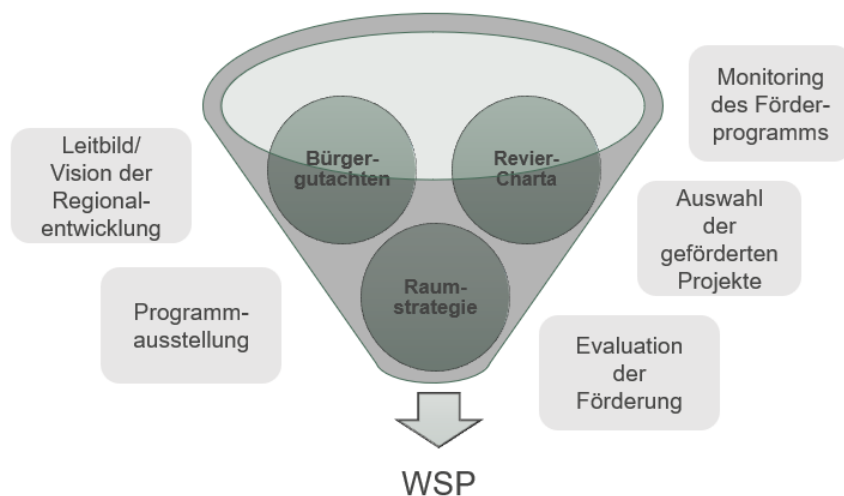 Bürger-
gutachten
Revier-
Charta
Raum-
strategie
Leitbild/
Vision der
Regional-
entwicklung
Programm-
ausstellung
Monitoring
des Förder-
programms
Auswahl
der
geförderten
Projekte
Evaluation
der
Förderung
WSP